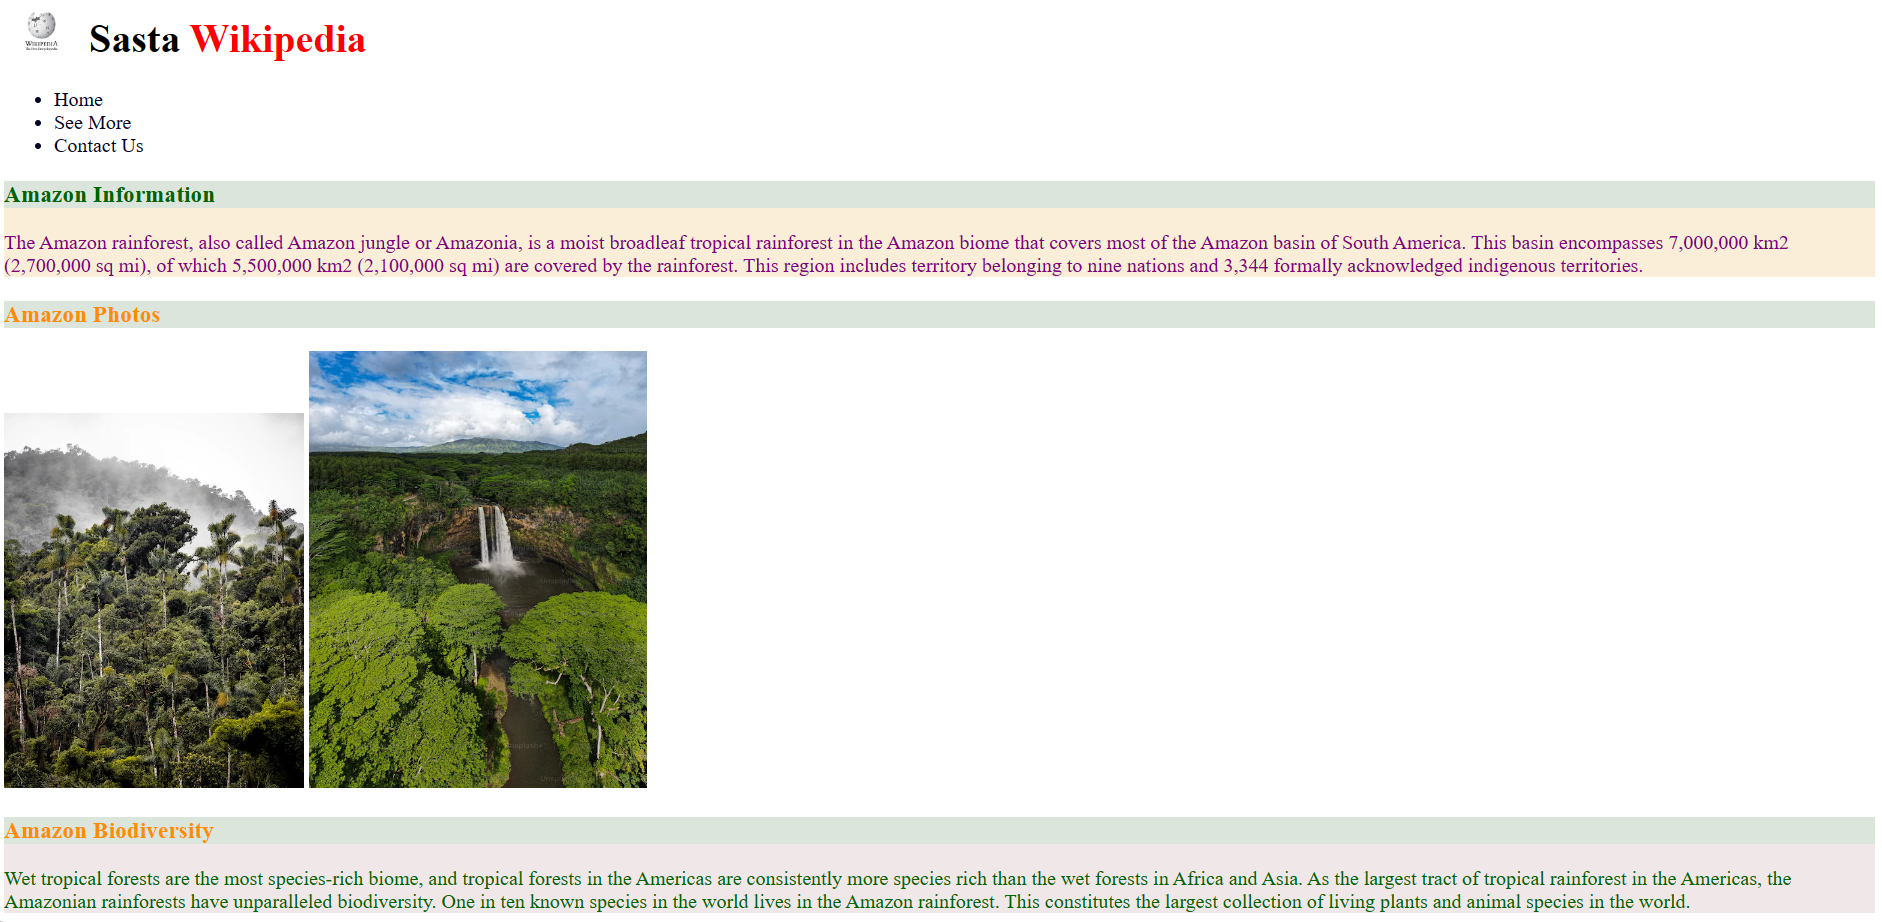 WIKIPEDIA
Sasta Wikipedia
Home
See More
Contact Us
Amazon Information
The Amazon rainforest, also called Amazon jungle or Amazonia, is a moist broadleaf tropical rainforest in the Amazon biome that covers most of the Amazon basin of South America. This basin encompasses 7,000,000 km2
(2,700,000 sq mi), of which 5,500,000 km2 (2,100,000 sq mi) are covered by the rainforest. This region includes territory belonging to nine nations and 3,344 formally acknowledged indigenous territories.
Amazon Photos
Amazon Biodiversity
Wet tropical forests are the most species-rich biome, and tropical forests in the Americas are consistently more species rich than the wet forests in Africa and Asia. As the largest tract of tropical rainforest in the Americas, the
Amazonian rainforests have unparalleled biodiversity. One in ten known species in the world lives in the Amazon rainforest. This constitutes the largest collection of living plants and animal species in the world.